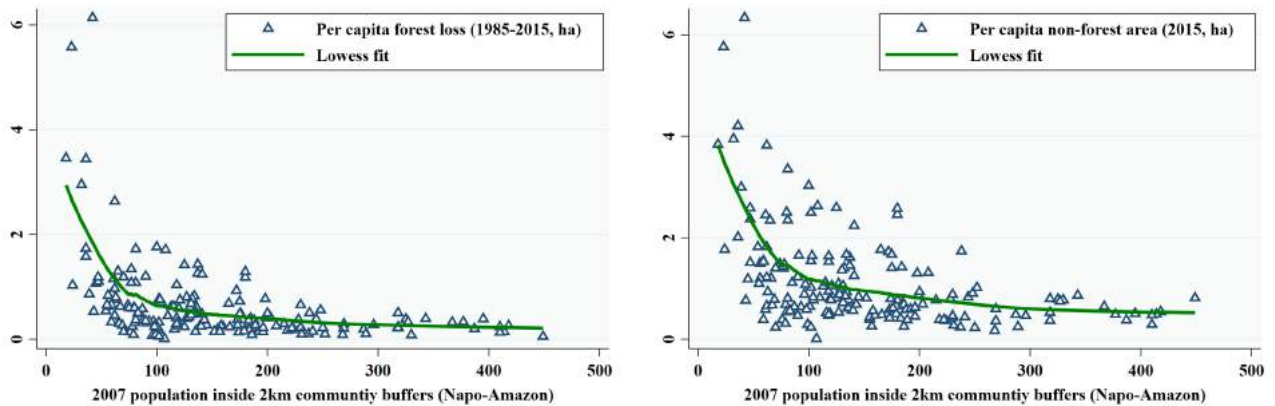 Per capita forest loss (1985-2015, ha)
Lowess fit
6
4
2
0
0 100 200 300 400 500
2007 population inside 2km communtiy buffers (Napo-Amazon)
Per capita non-forest area (2015, ha)
Lowess fit
6
4
2
0
0 100 200 300 400 500
2007 population inside 2km communtiy buffers (Napo-Amazon)